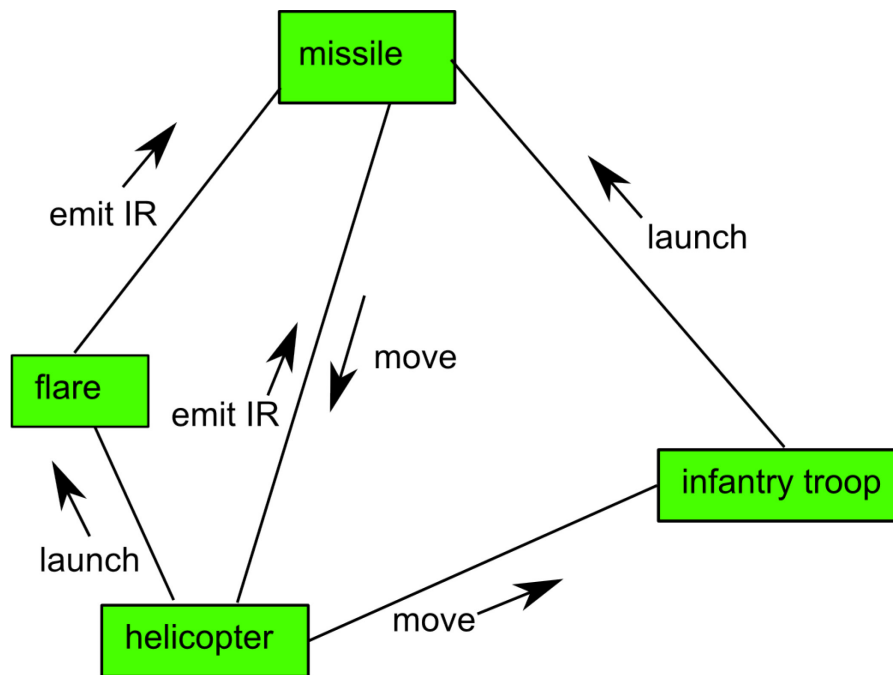 missile
emit IR
launch
move
flare
emit IR
infantry troop
launch
helicopter
move